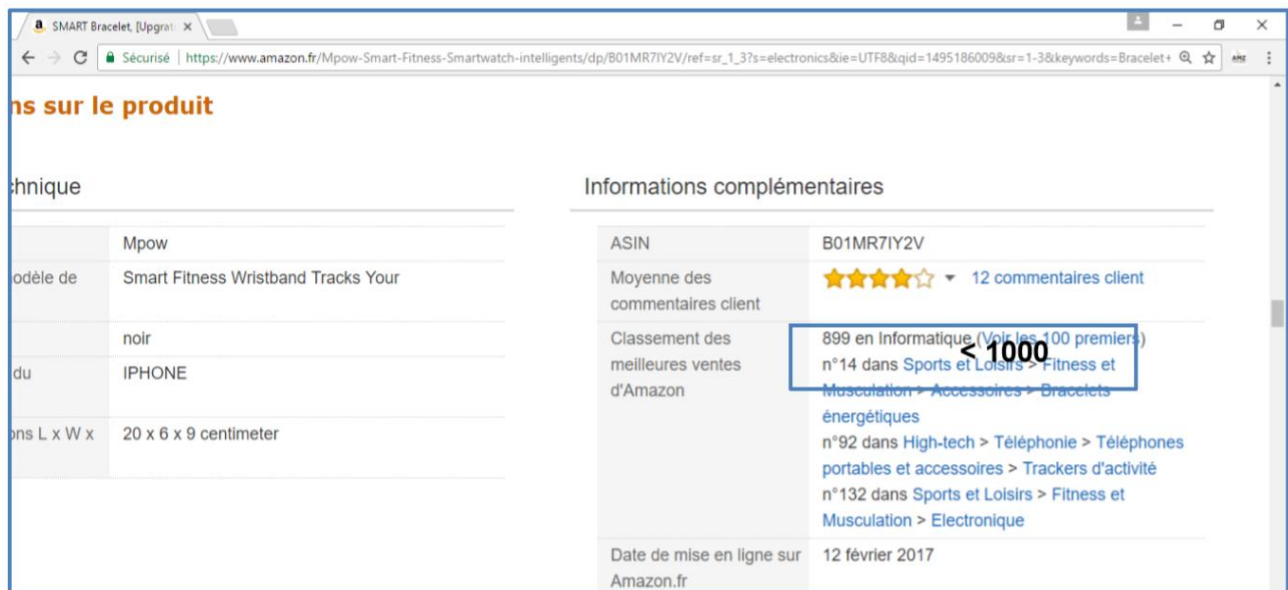 SMART Bracelet, [Upgrat
Sécurisé | https://www.amazon.fr/Mpow-Smart-Fitness-Smartwatch-intelligents/dp/B01MR7IY2V/ref=sr_1_3?s=electronics&ie=UTF8&qid=1495186009&sr=1-3&keywords=Bracelet+
ns sur le produit
chnique
Mpow
odèle de Smart Fitness Wristband Tracks Your
noir
du IPHONE
ons L x W x 20 x 6 x 9 centimeter
Informations complémentaires
ASIN B01MR7IY2V
Moyenne des 12 commentaires client
commentaires client
Classement des 899 en Informatique (Voir les 100 premiers)
< 1000
meilleures ventes n°14 dans Sports et Loisirs > Fitness et
d'Amazon Musculation > Accessoires > Bracelets
énergétiques
n°92 dans High-tech > Téléphonie > Téléphones
portables et accessoires > Trackers d'activité
n°132 dans Sports et Loisirs > Fitness et
Musculation > Electronique
Date de mise en ligne sur 12 février 2017
Amazon.fr